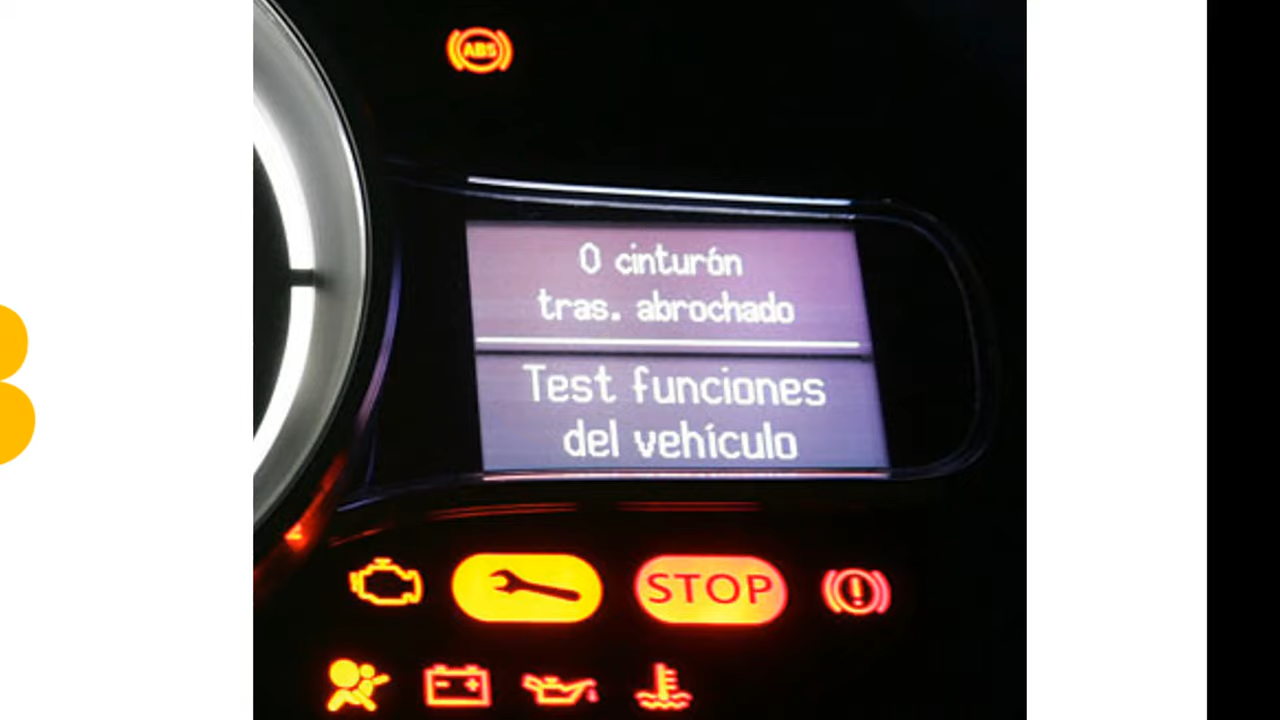 ABS
0 cinturón
tras. abrochado
Test funciones
del vehículo
STOP